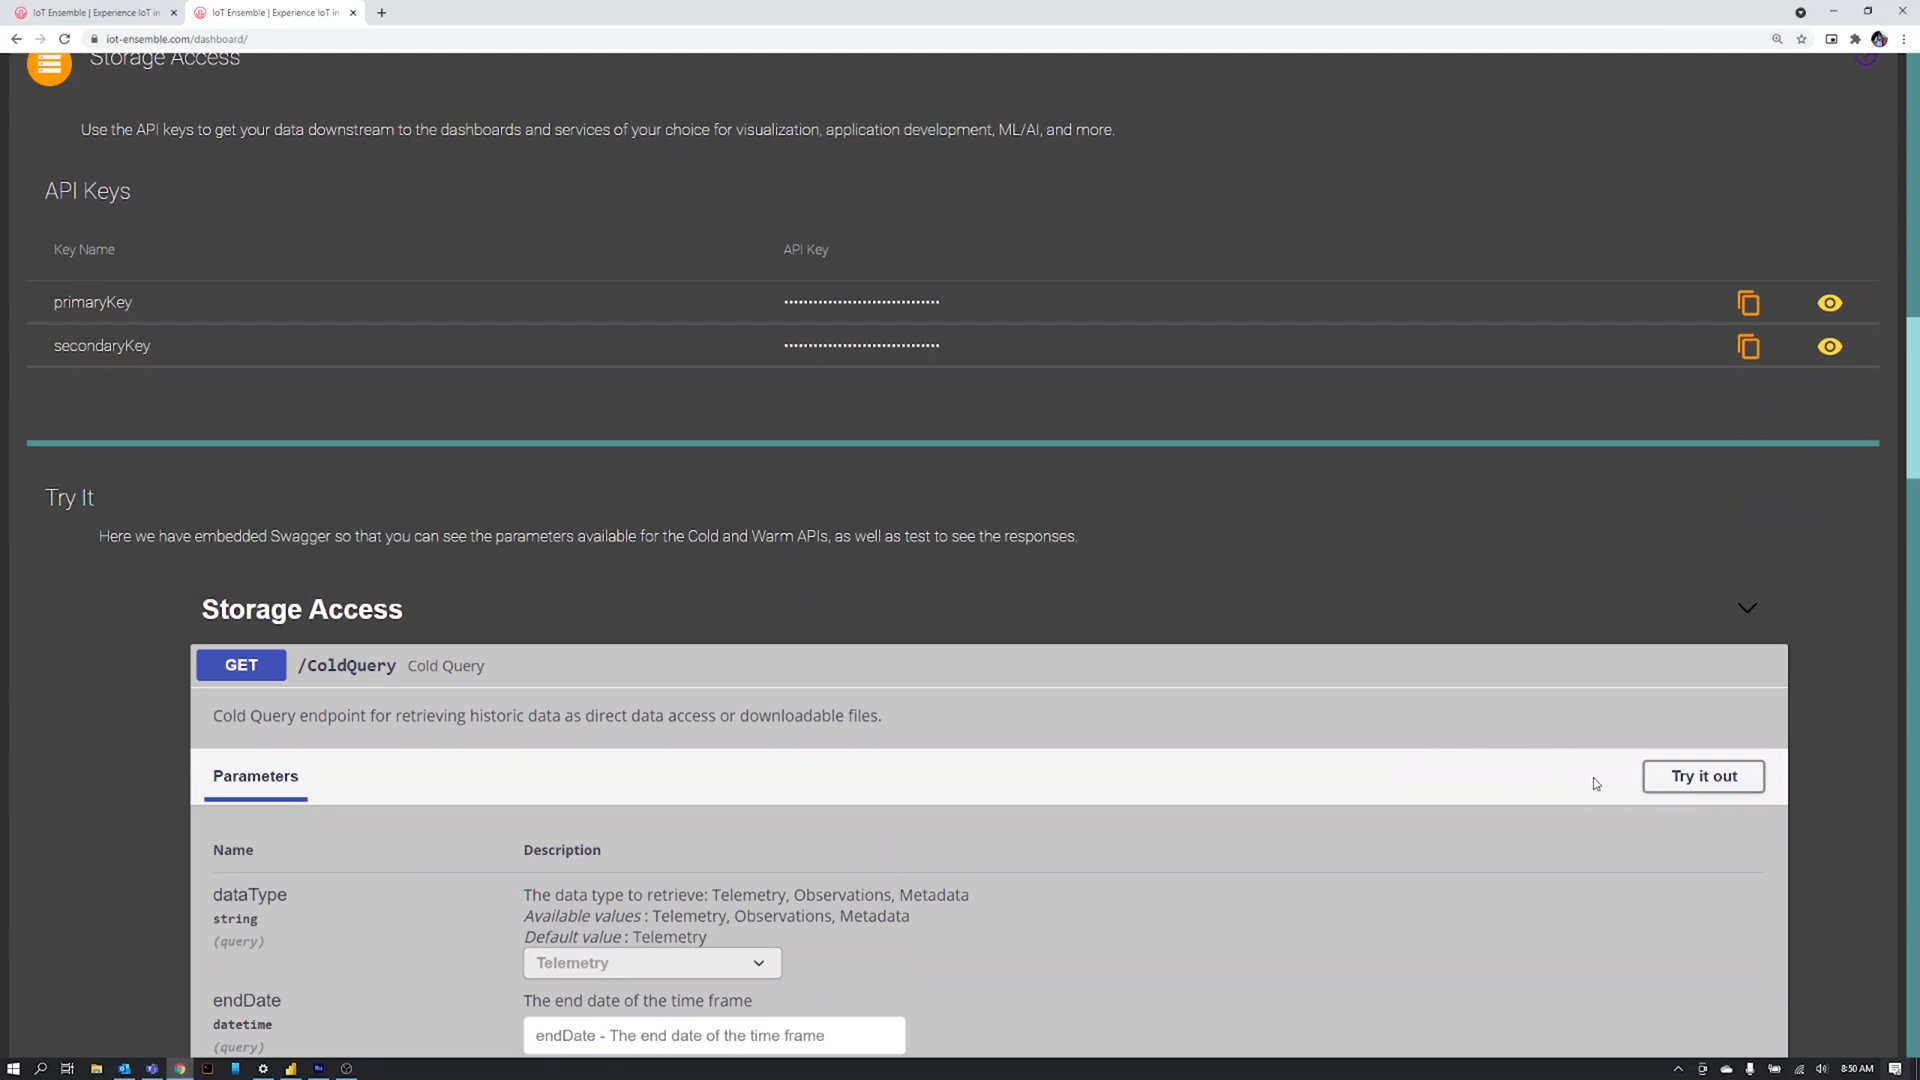 IoT Ensemble | Experience IoT in
IoT Ensemble | Experience IoT in
iot-ensemble.com/dashboard/
Storage Access
Use the API keys to get your data downstream to the dashboards and services of your choice for visualization, application development, ML/AI, and more.
API Keys
Key Name API Key
primaryKey ••••••••••••••••••••••••••••••••
secondaryKey ••••••••••••••••••••••••••••••••
Try It
Here we have embedded Swagger so that you can see the parameters available for the Cold and Warm APIs, as well as test to see the responses.
Storage Access
GET /ColdQuery Cold Query
Cold Query endpoint for retrieving historic data as direct data access or downloadable files.
Parameters Try it out
Name Description
dataType The data type to retrieve: Telemetry, Observations, Metadata
string Available values : Telemetry, Observations, Metadata
(query) Default value : Telemetry
Telemetry
endDate The end date of the time frame
datetime endDate - The end date of the time frame
(query)
8:50 AM